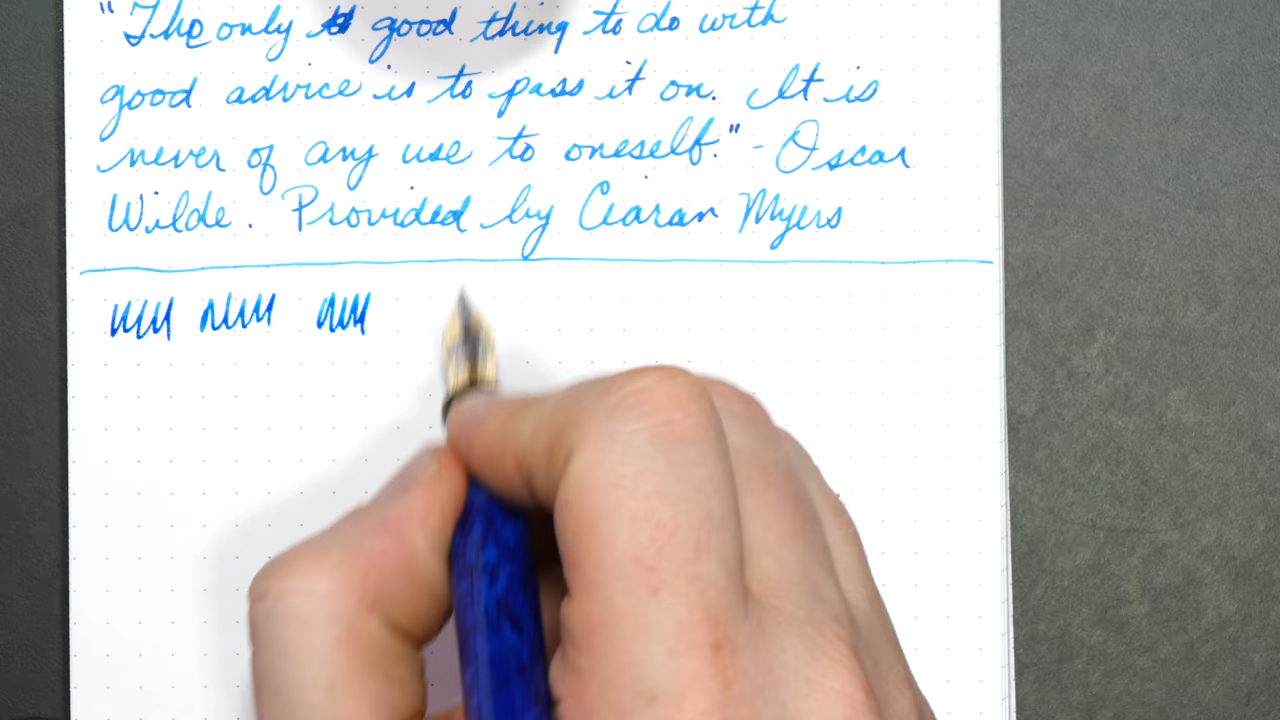 "The only good thing to do with
good advice is to pass it on. It is
never of any use to oneself." - Oscar
Wilde. Provided by Ciaran Myers